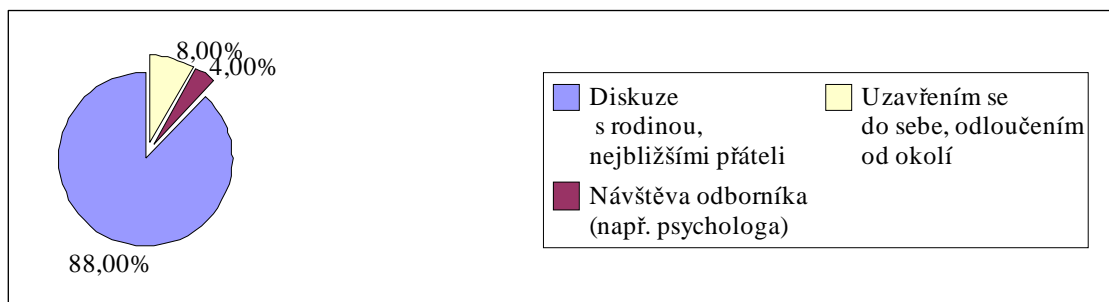 8,00%
4,00%
88,00%
Diskuze
s rodinou,
nejbližšími přáteli
Uzavřením se
do sebe, odloučením
od okolí
Návštěva odborníka
(např. psychologa)